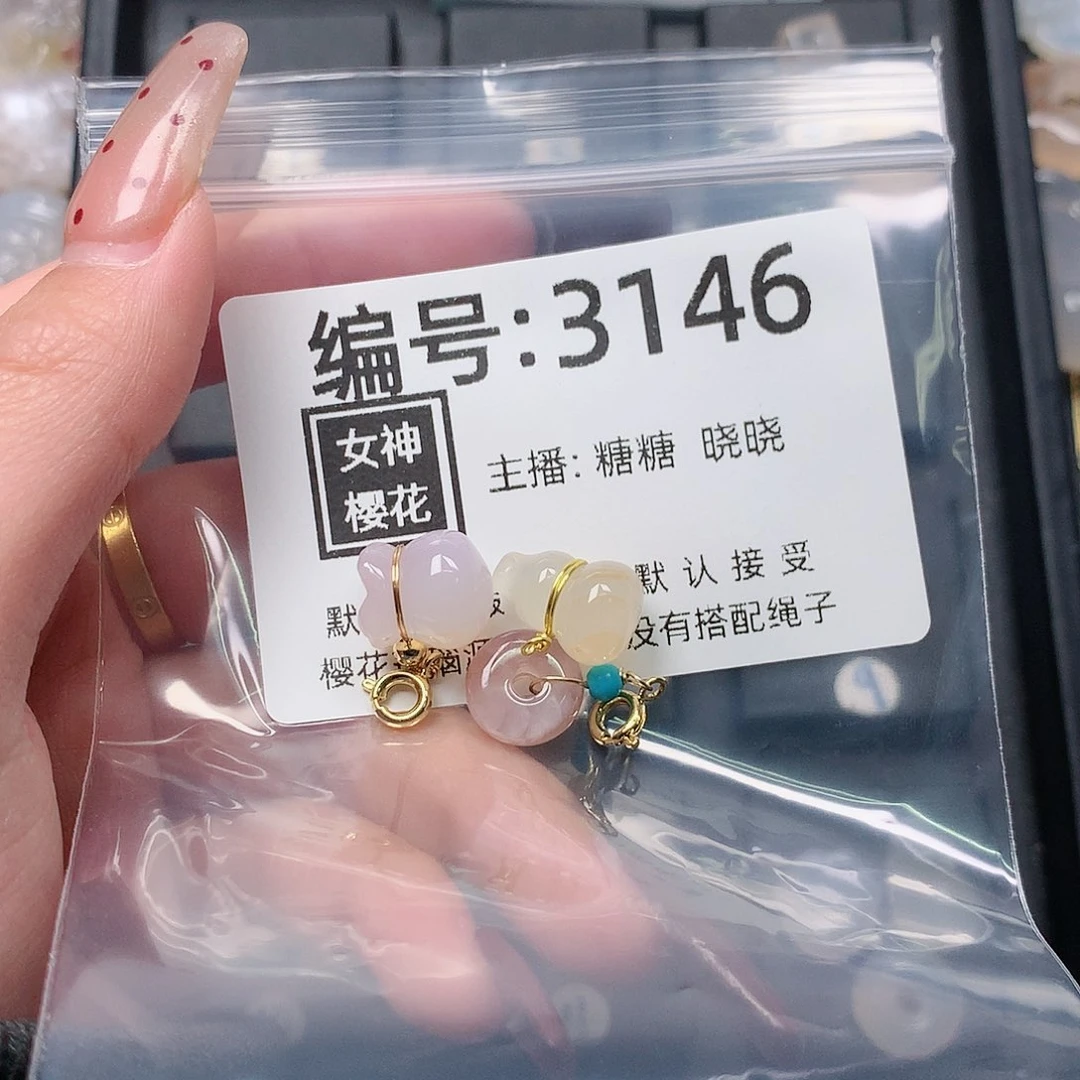 编号:3146
女神
樱花
主播: 糖糖 晓晓
默 默认接受
樱花 没有搭配绳子